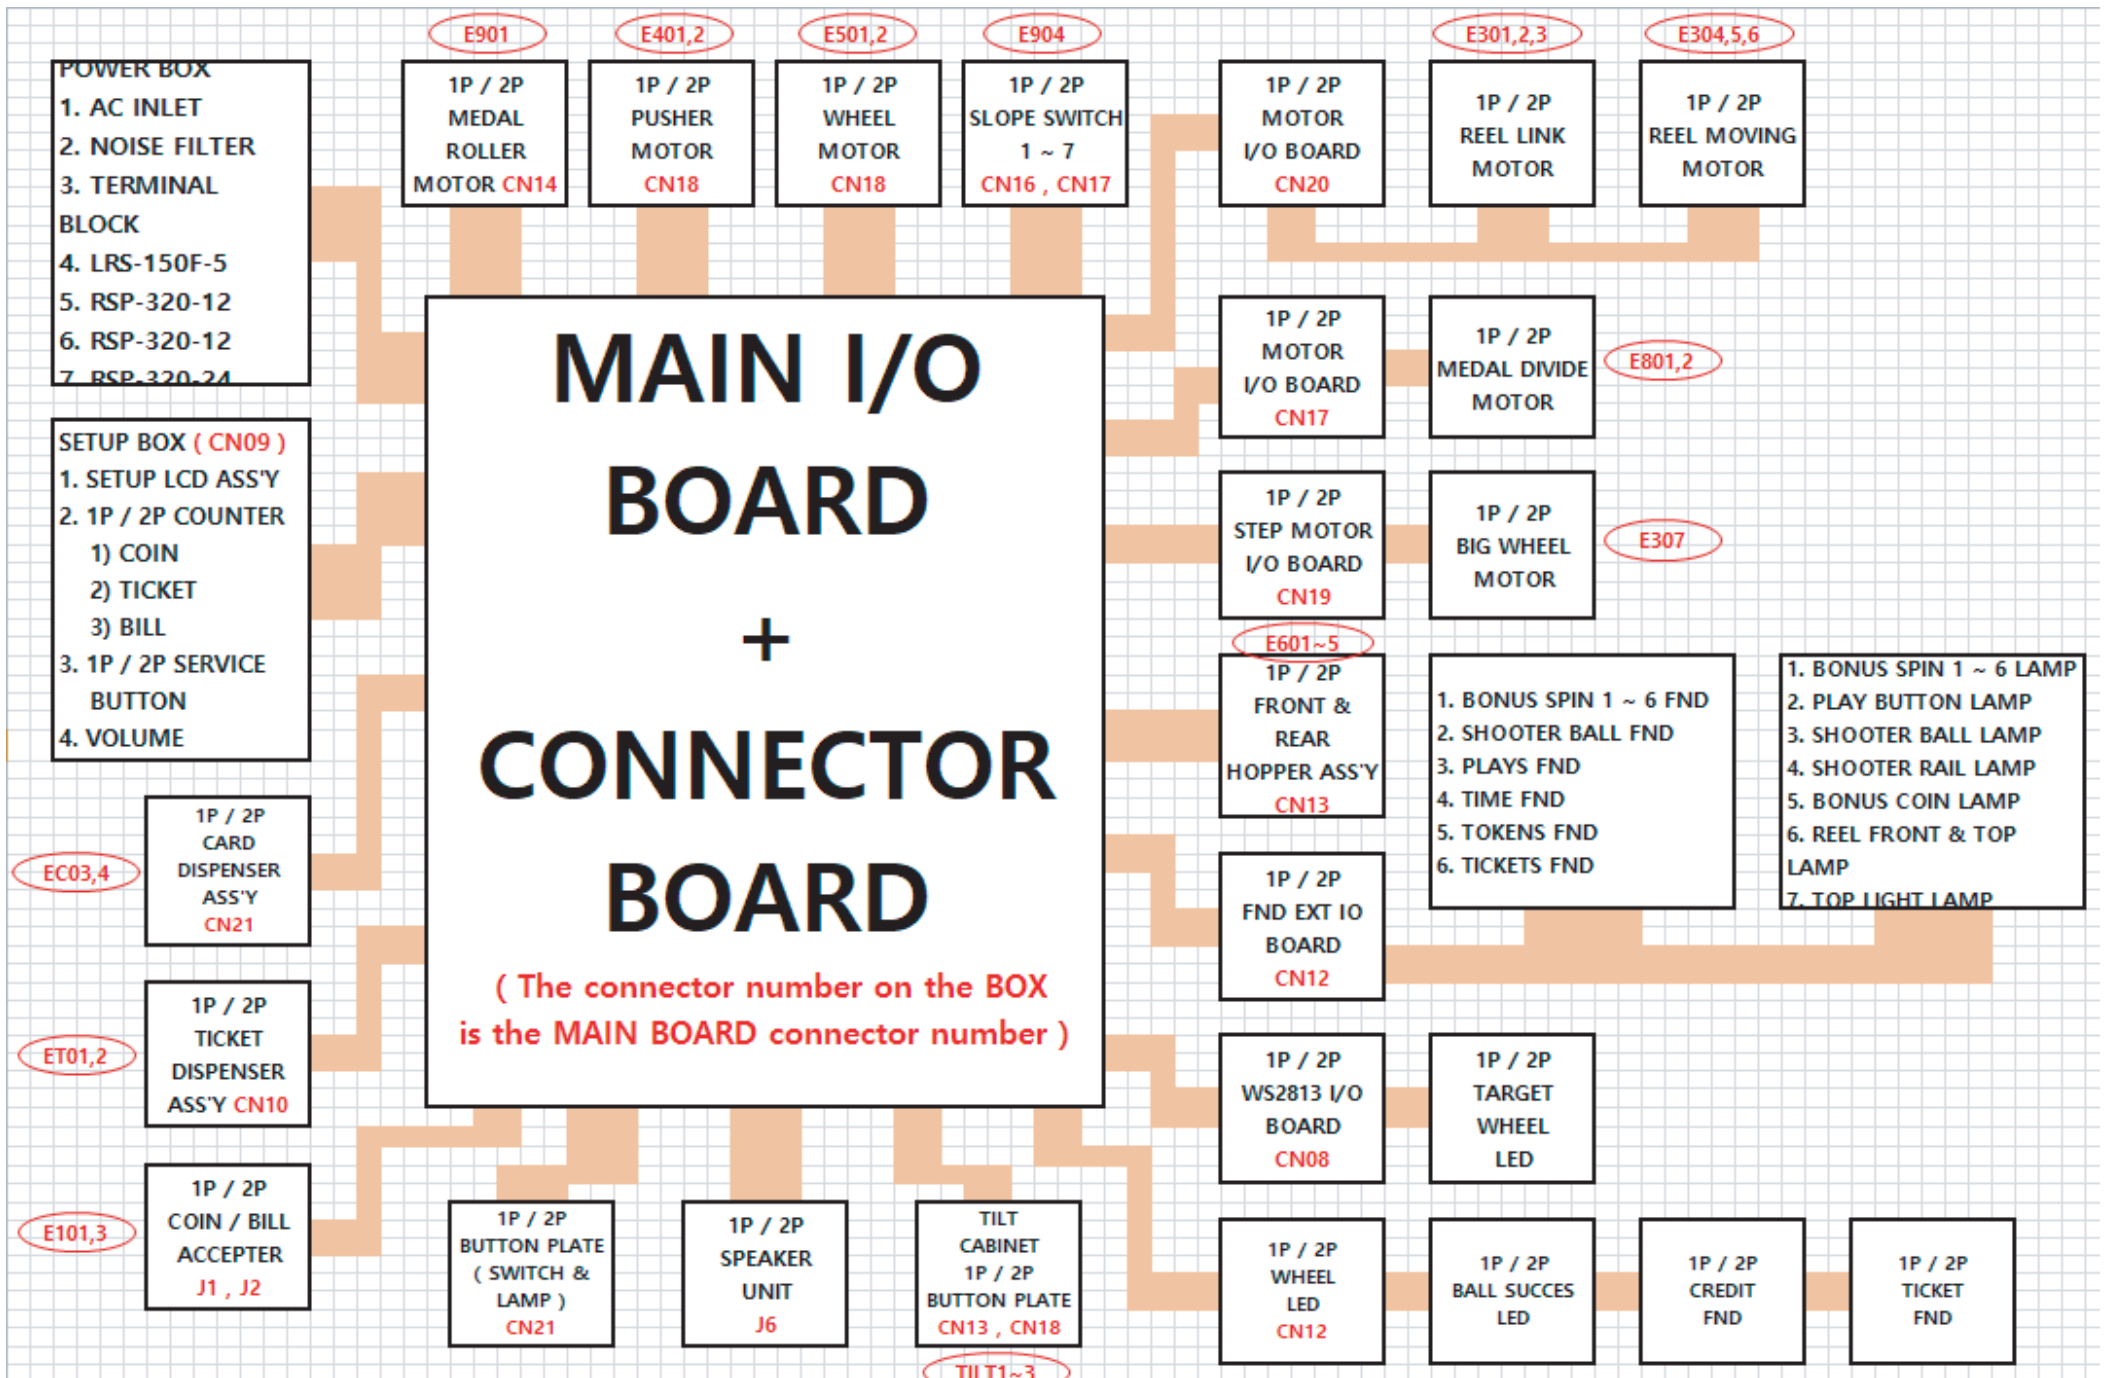 E901
E401,2
E501,2
E904
E301,2,3
E304,5,6
POWER BOX
1. AC INLET
2. NOISE FILTER
3. TERMINAL
BLOCK
4. LRS-150F-5
5. RSP-320-12
6. RSP-320-12
7. RSP-320-24
1P / 2P
MEDAL
ROLLER
MOTOR CN14
1P / 2P
PUSHER
MOTOR
CN18
1P / 2P
WHEEL
MOTOR
CN18
1P / 2P
SLOPE SWITCH
1 ~ 7
CN16 , CN17
1P / 2P
MOTOR
I/O BOARD
CN20
1P / 2P
REEL LINK
MOTOR
1P / 2P
REEL MOVING
MOTOR
SETUP BOX ( CN09 )
1. SETUP LCD ASS'Y
2. 1P / 2P COUNTER
1) COIN
2) TICKET
3) BILL
3. 1P / 2P SERVICE
BUTTON
4. VOLUME
MAIN I/O
BOARD
+
CONNECTOR
BOARD
( The connector number on the BOX
is the MAIN BOARD connector number )
1P / 2P
MOTOR
I/O BOARD
CN17
1P / 2P
MEDAL DIVIDE
MOTOR
E801,2
1P / 2P
STEP MOTOR
I/O BOARD
CN19
1P / 2P
BIG WHEEL
MOTOR
E307
E601~5
1P / 2P
FRONT &
REAR
HOPPER ASS'Y
CN13
1. BONUS SPIN 1 ~ 6 FND
2. SHOOTER BALL FND
3. PLAYS FND
4. TIME FND
5. TOKENS FND
6. TICKETS FND
1. BONUS SPIN 1 ~ 6 LAMP
2. PLAY BUTTON LAMP
3. SHOOTER BALL LAMP
4. SHOOTER RAIL LAMP
5. BONUS COIN LAMP
6. REEL FRONT & TOP
LAMP
7. TOP LIGHT LAMP
EC03,4
1P / 2P
CARD
DISPENSER
ASS'Y
CN21
1P / 2P
FND EXT IO
BOARD
CN12
ET01,2
1P / 2P
TICKET
DISPENSER
ASS'Y CN10
1P / 2P
WS2813 I/O
BOARD
CN08
1P / 2P
TARGET
WHEEL
LED
E101,3
1P / 2P
COIN / BILL
ACCEPTER
J1 , J2
1P / 2P
BUTTON PLATE
( SWITCH &
LAMP )
CN21
1P / 2P
SPEAKER
UNIT
J6
TILT
CABINET
1P / 2P
BUTTON PLATE
CN13 , CN18
TILT1~3
1P / 2P
WHEEL
LED
CN12
1P / 2P
BALL SUCCES
LED
1P / 2P
CREDIT
FND
1P / 2P
TICKET
FND